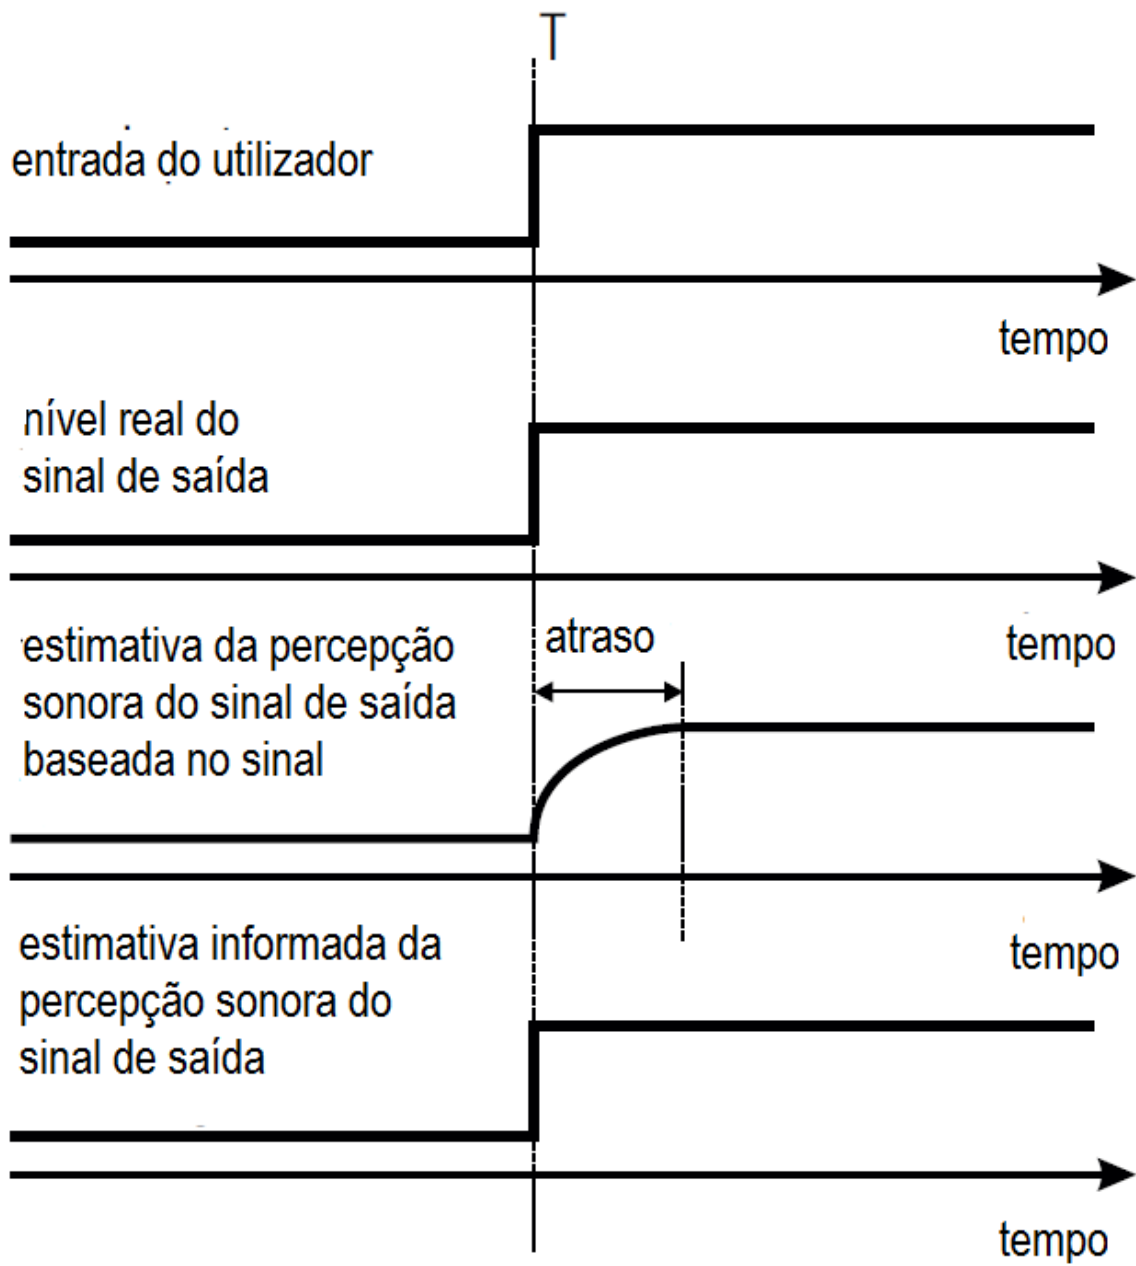 T
entrada do utilizador
tempo
nível real do
sinal de saída
tempo
estimativa da percepção
sonora do sinal de saída
baseada no sinal
atraso
tempo
estimativa informada da
percepção sonora do
sinal de saída
tempo